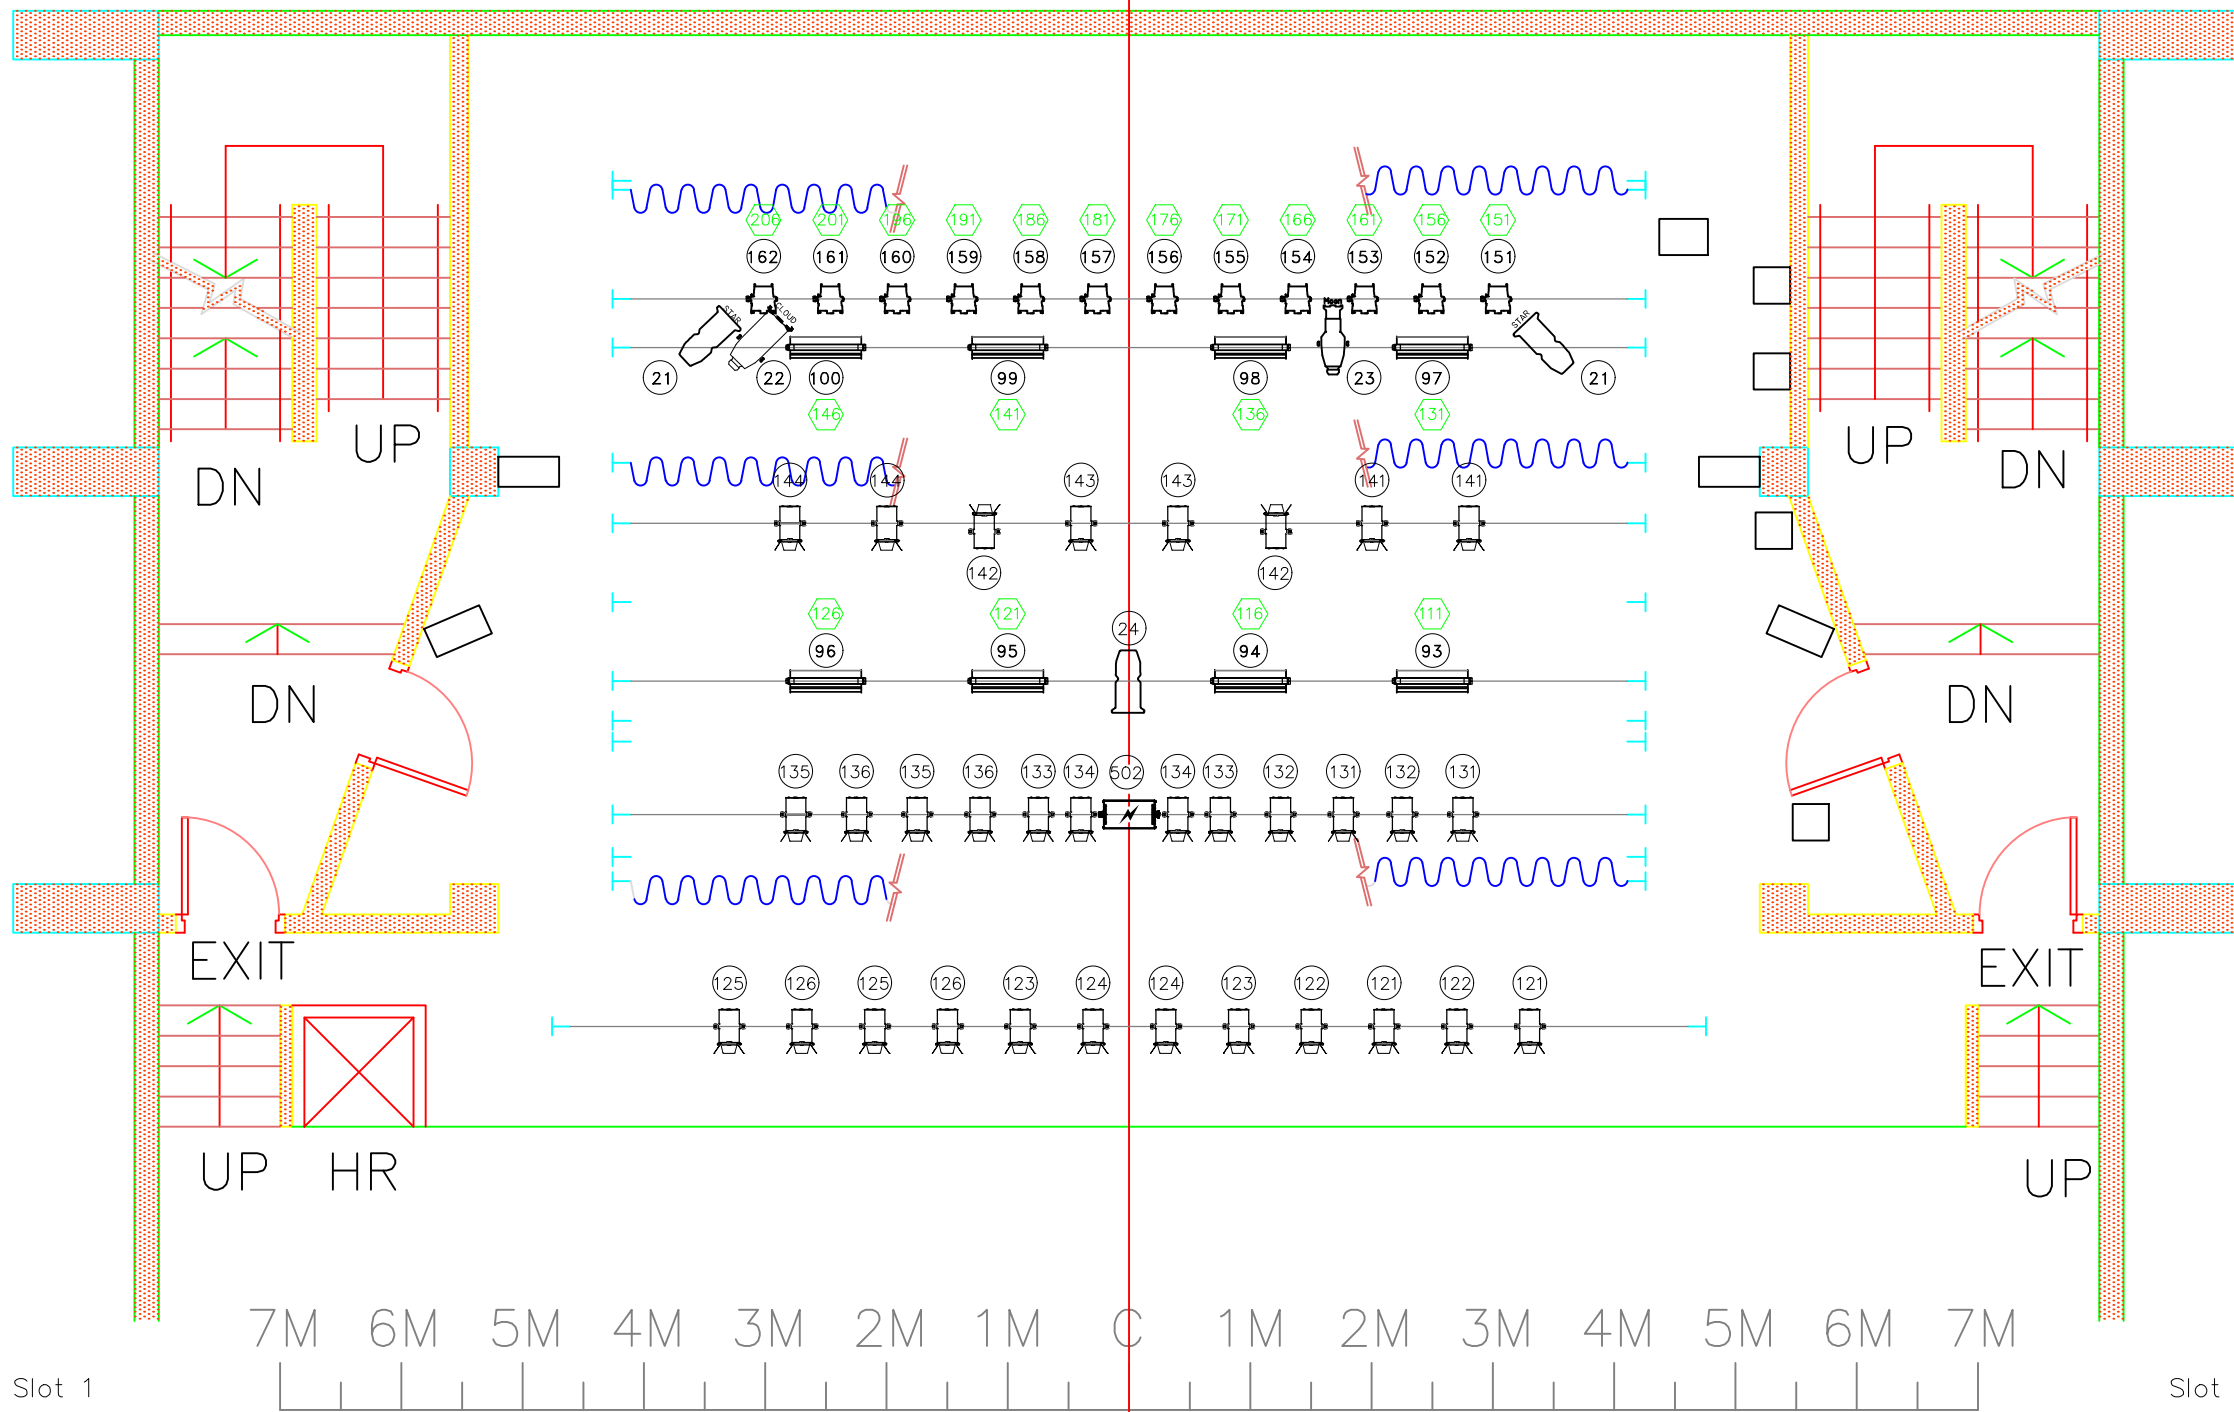 206 201 196 191 186 181 176 171 166 161 156 151
162 161 160 159 158 157 156 155 154 153 152 151
STAR CLOUD Moon STAR
21 22 100 99 98 23 97 21
146 141 136 131
UP UP
DN DN
144 144 143 143 141 141
142 142
126 121 116 111
24
96 95 94 93
DN DN
135 136 135 136 133 134 502 134 133 132 131 132 131
EXIT EXIT
125 126 125 126 123 124 124 123 122 121 122 121
UP HR UP
7M 6M 5M 4M 3M 2M 1M C 1M 2M 3M 4M 5M 6M 7M
Slot 1 Slot